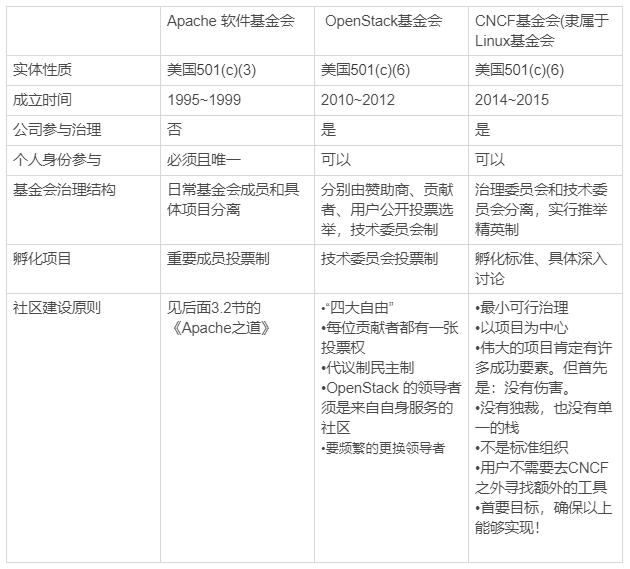 Apache 软件基金会
OpenStack基金会
CNCF基金会(隶属于
Linux基金会
实体性质
美国501(c)(3)
美国501(c)(6)
美国501(c)(6)
成立时间
1995~1999
2010~2012
2014~2015
公司参与治理
否
是
是
个人身份参与
必须且唯一
可以
可以
基金会治理结构
日常基金会成员和具
体项目分离
分别由赞助商、贡献
者、用户公开投票选
举，技术委员会制
治理委员会和技术委
员会分离，实行推举
精英制
孵化项目
重要成员投票制
技术委员会投票制
孵化标准、具体深入
讨论
社区建设原则
见后面3.2节的
《Apache之道》
•“四大自由”
•每位贡献者都有一张
投票权
•代议制民主制
•OpenStack 的领导者
须是来自自身服务的
社区
•要频繁的更换领导者
•最小可行治理
•以项目为中心
•伟大的项目肯定有许
多成功要素。但首先
是：没有伤害。
•没有独裁，也没有单
一的栈
•不是标准组织
•用户不需要去CNCF
之外寻找额外的工具
•首要目标，确保以上
能够实现！